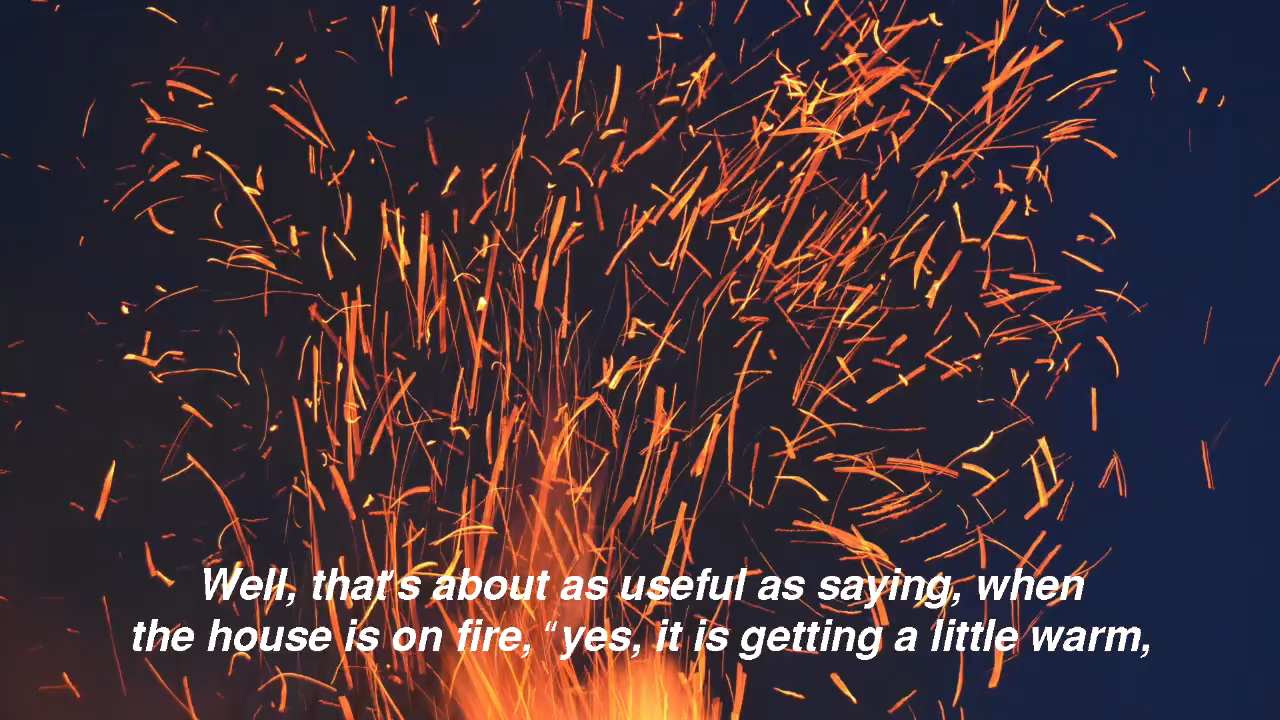 Well, that's about as useful as saying, when
the house is on fire, “yes, it is getting a little warm,